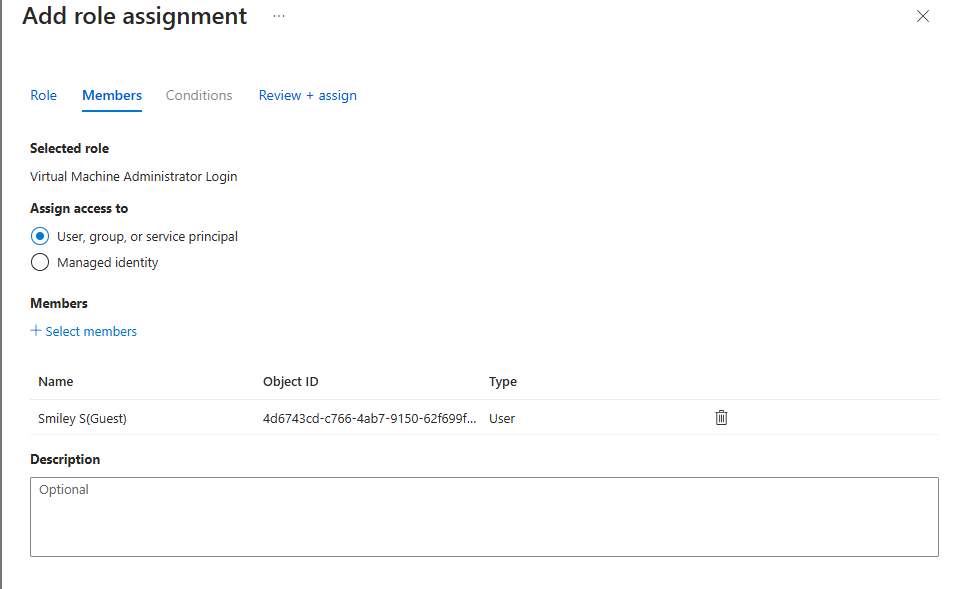 Add role assignment ...
Role Members Conditions Review + assign
Selected role
Virtual Machine Administrator Login
Assign access to
User, group, or service principal
Managed identity
Members
+ Select members
Name Object ID Type
Smiley S(Guest) 4d6743cd-c766-4ab7-9150-62f699f... User
Description
Optional